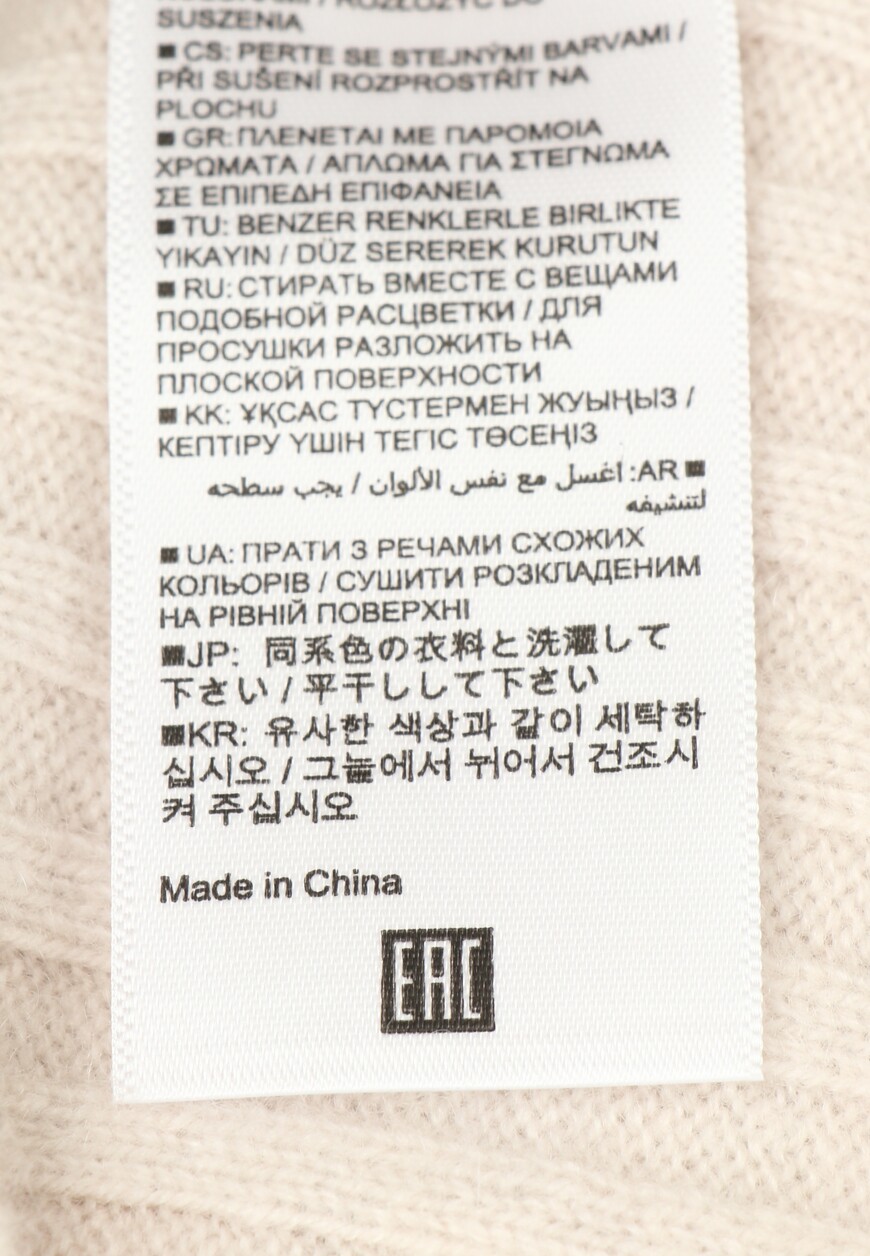 SUSZENIA
■ CS: PERTE SE STEJNÝMI BARVAMI /
PŘI SUŠENÍ ROZPROSTŘÍT NA
PLOCHU
■ GR: ΠΛΕΝΕΤΑΙ ΜΕ ΠΑΡΟΜΟΙΑ
ΧΡΩΜΑΤΑ / ΑΠΛΩΜΑ ΓΙΑ ΣΤΕΓΝΩΜΑ
ΣΕ ΕΠΙΠΕΔΗ ΕΠΙΦΑΝΕΙΑ
■ TU: BENZER RENKLERLE BIRLIKTE
YIKAYIN / DÜZ SEREREK KURUTUN
■ RU: СТИРАТЬ ВМЕСТЕ С ВЕЩАМИ
ПОДОБНОЙ РАСЦВЕТКИ / ДЛЯ
ПРОСУШКИ РАЗЛОЖИТЬ НА
ПЛОСКОЙ ПОВЕРХНОСТИ
■ KK: ҰҚСАС ТҮСТЕРМЕН ЖУЫҢЫЗ /
КЕПТІРУ ҮШІН ТЕГІС ТӨСЕҢІЗ
■ AR: اغسل مع نفس الألوان / يجب سطحه
لتنشيفه
■ UA: ПРАТИ З РЕЧАМИ СХОЖИХ
КОЛЬОРІВ / СУШИТИ РОЗКЛАДЕНИМ
НА РІВНІЙ ПОВЕРХНІ
■JP: 同系色の衣料と洗濯して
下さい / 平干 しして下さい
■KR: 유사한 색상과 같이 세탁하
십시오 / 그늘에서 뉘어서 건조시
켜 주십시오
Made in China
EAC